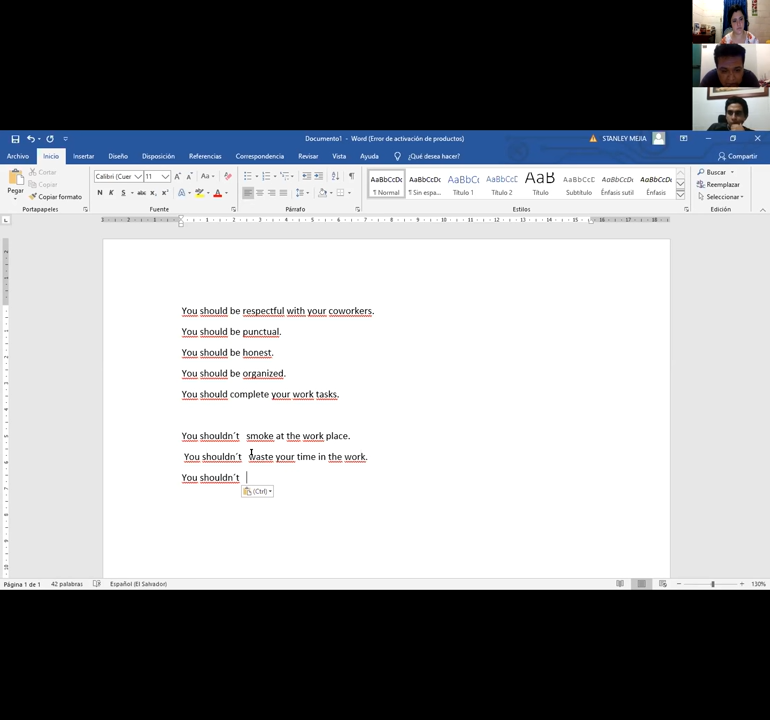 Documento1 - Word (Error de activación de productos)
STANLEY MEJIA
Archivo Inicio Insertar Diseño Disposición Referencias Correspondencia Revisar Vista Ayuda ¿Qué desea hacer? Compartir
Pegar
Cortar
Copiar
Copiar formato
Portapapeles
Calibri (Cuer 11
N K S abc x₂ x²
Fuente
Párrafo
AaBbCcDc AaBbCcDc AaBbCc AaBbCcC AaB AaBbCcC AaBbCcDc AaBbCcDc
¶ Normal ¶ Sin espa... Título 1 Título 2 Título Subtítulo Énfasis sutil Énfasis
Estilos
Buscar
Reemplazar
Seleccionar
Edición
You should be respectful with your coworkers.
You should be punctual.
You should be honest.
You should be organized.
You should complete your work tasks.
You shouldn´t smoke at the work place.
You shouldn´t waste your time in the work.
You shouldn´t
(Ctrl)
Página 1 de 1 42 palabras Español (El Salvador) 130%